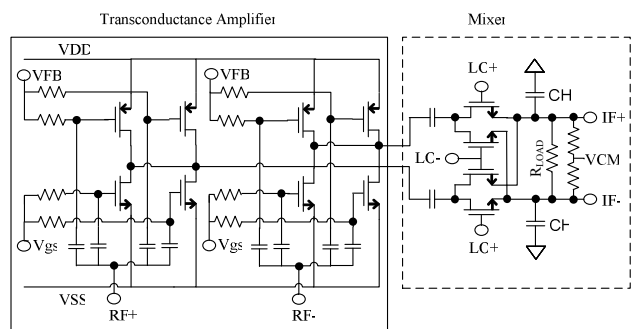 Transconductance Amplifier
Mixer
VDD
VFB
VFB
LC+
CH
IF+
LC-
RLOAD
VCM
IF-
CH
LC+
Vgs
Vgs
VSS
RF+
RF-